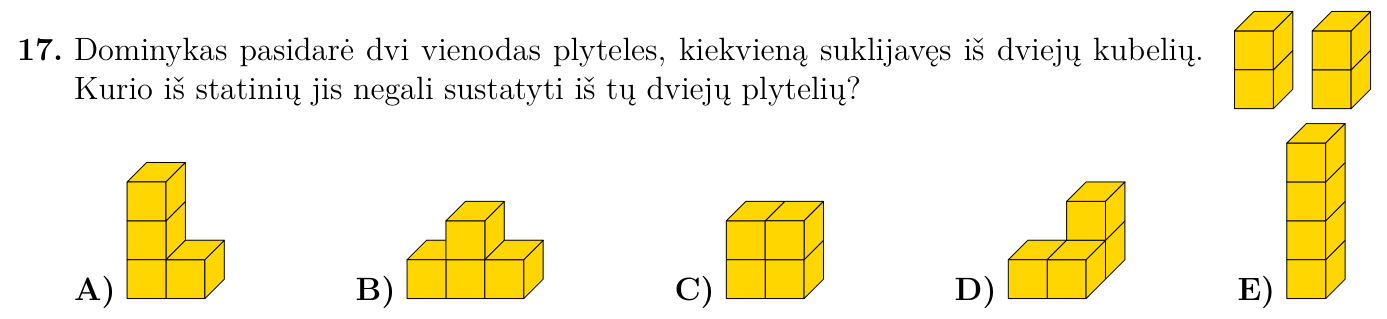 17. Dominykas pasidarė dvi vienodas plyteles, kiekvieną suklijavęs iš dviejų kubelių.
Kurio iš statinių jis negali sustatyti iš tų dviejų plytelių?
A) B) C) D) E)